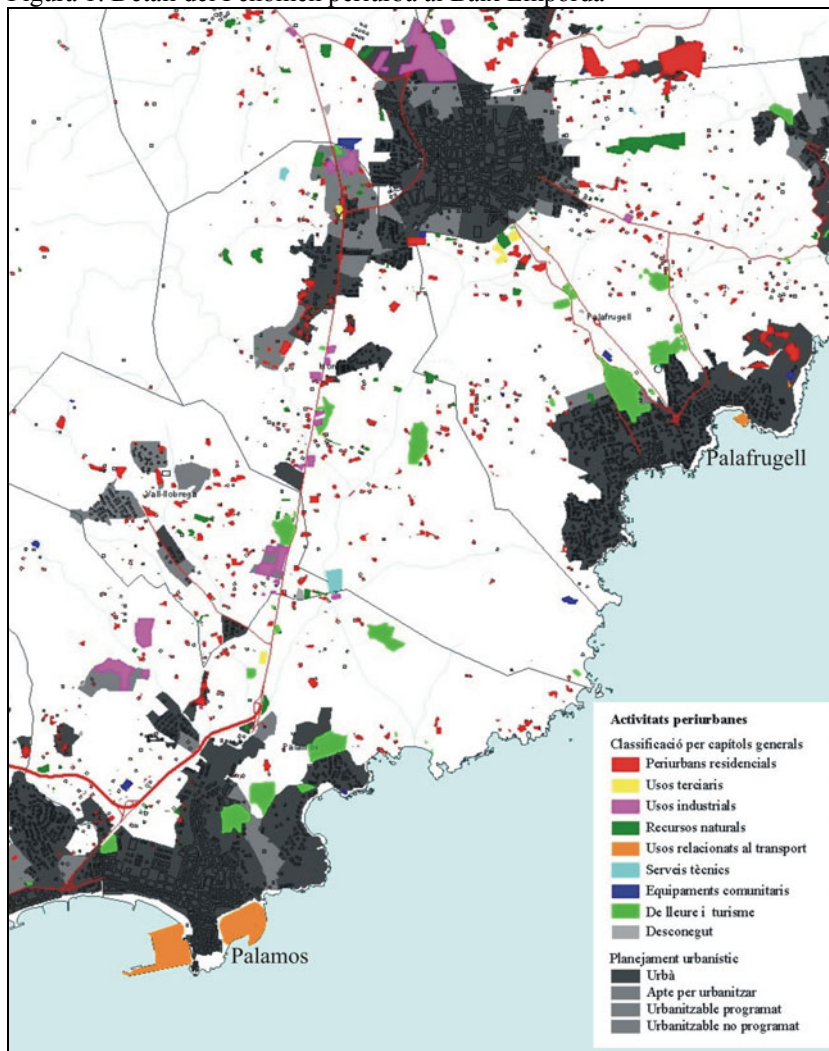 Figura 1. Detall del Fenomen periurbà al Baix Empordà
Palafrugell
Vall-llobrega
Palafrugell
Palamos
Activitats periurbanes
Classificació per capítols generals
Periurbans residencials
Usos terciaris
Usos industrials
Recursos naturals
Usos relacionats al transport
Serveis tècnics
Equipaments comunitaris
De lleure i turisme
Desconegut
Planejament urbanístic
Urbà
Apte per urbanitzar
Urbanitzable programat
Urbanitzable no programat